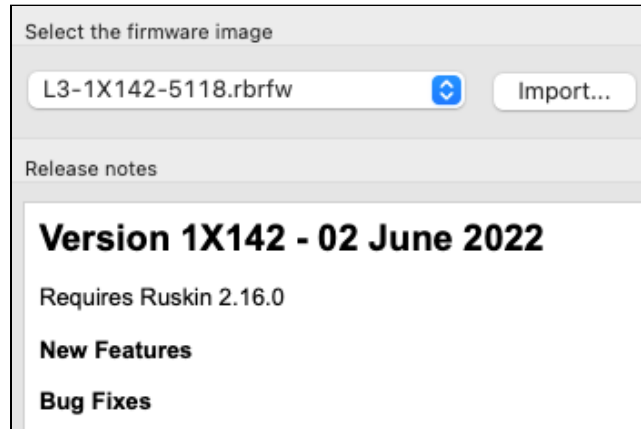 Select the firmware image
L3-1X142-5118.rbrfw
Import...
Release notes
Version 1X142 - 02 June 2022
Requires Ruskin 2.16.0
New Features
Bug Fixes